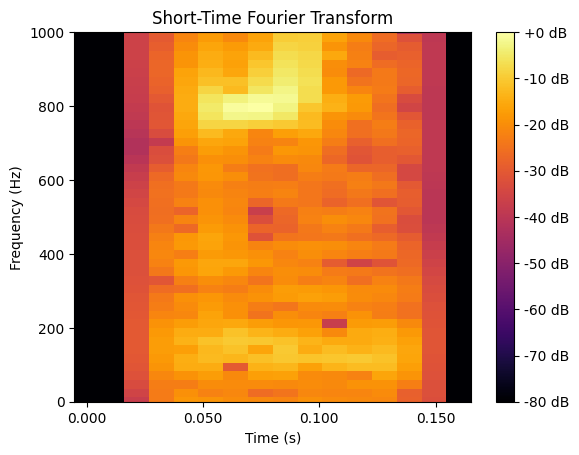 Short-Time Fourier Transform
1000
800
600
400
200
0
Frequency (Hz)
0.000
0.050
0.100
0.150
Time (s)
+0 dB
-10 dB
-20 dB
-30 dB
-40 dB
-50 dB
-60 dB
-70 dB
-80 dB